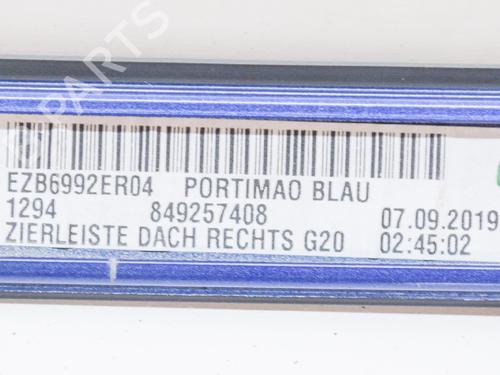 EZB6992ER04 PORTIMAO BLAU
1294 849257408 07.09.2019
ZIERLEISTE DACH RECHTS G20 02:45:02
PARTS